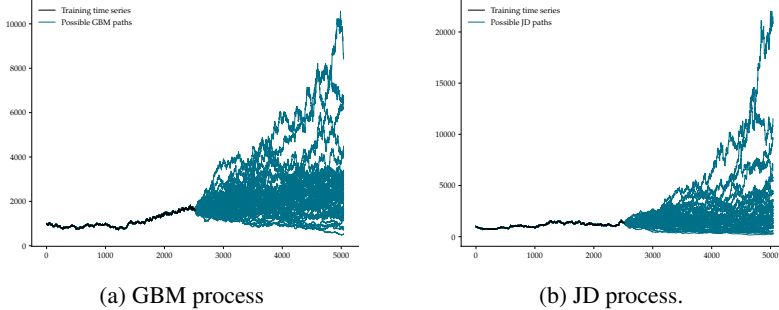 Training time series
Possible GBM paths
10000
8000
6000
4000
2000
0
0 1000 2000 3000 4000 5000
(a) GBM process
Training time series
Possible JD paths
20000
15000
10000
5000
0
0 1000 2000 3000 4000 5000
(b) JD process.